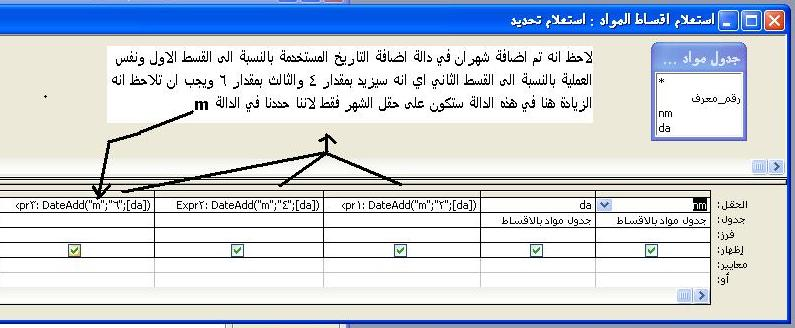 استعلام اقساط المواد : استعلام تحديد
لاحظ انه تم اضافة شهران في دالة اضافة التاريخ المستخدمة بالنسبة الى القسط الاول ونفس
العملية بالنسبة الى القسط الثاني اي انه سيزيد بمقدار ٤ والثالث بمقدار ٦ ويجب ان تلاحظ انه
الزيادة هنا في هذه الدالة ستكون على حقل الشهر فقط لاننا حددنا في الدالة m
جدول مواد ...
*
رقم_معرف
nm
da
الحقل: nm da <pr١: DateAdd("m";"٢";[da]) Expr٢: DateAdd("m";"٤";[da]) <pr٣: DateAdd("m";"٦";[da])
جدول: جدول مواد بالاقساط جدول مواد بالاقساط
فرز:
إظهار:
معايير:
أو: